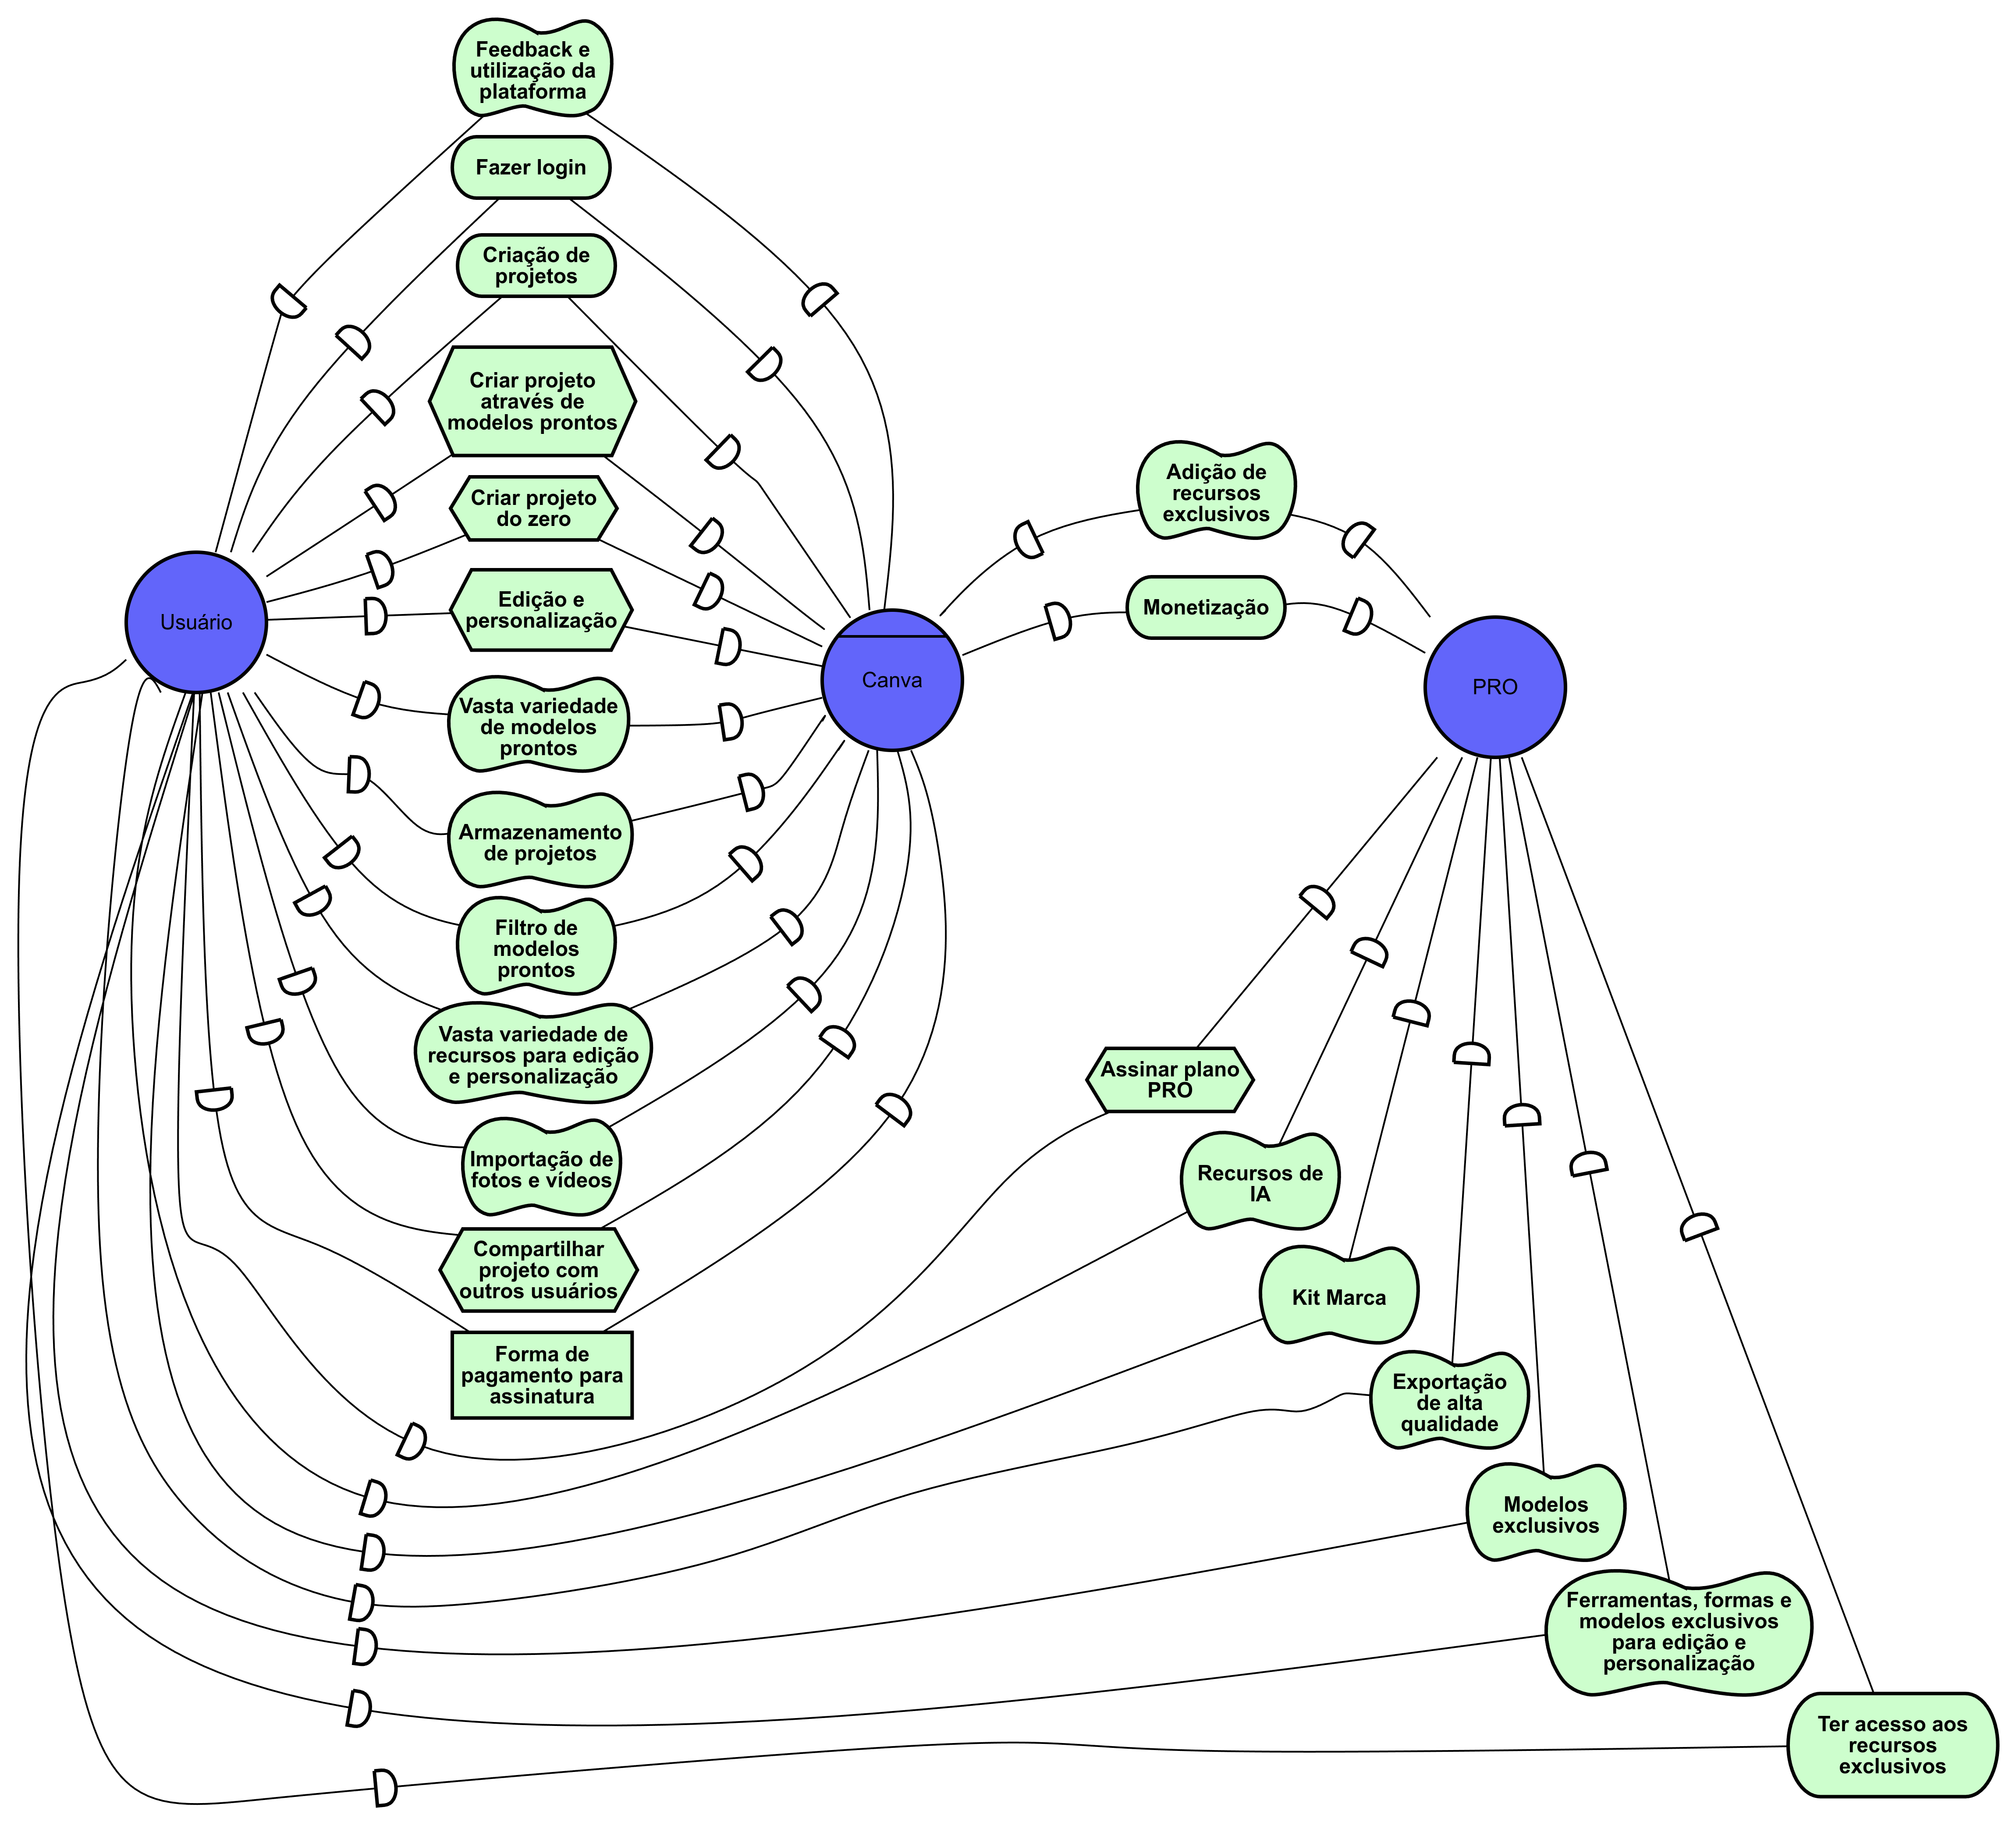 Feedback e
utilização da
plataforma
Fazer login
Criação de
projetos
Criar projeto
através de
modelos prontos
Criar projeto
do zero
Edição e
personalização
Vasta variedade
de modelos
prontos
Armazenamento
de projetos
Filtro de
modelos
prontos
Vasta variedade de
recursos para edição
e personalização
Importação de
fotos e vídeos
Compartilhar
projeto com
outros usuários
Forma de
pagamento para
assinatura
Usuário
Canva
Adição de
recursos
exclusivos
Monetização
PRO
Assinar plano
PRO
Recursos de
IA
Kit Marca
Exportação
de alta
qualidade
Modelos
exclusivos
Ferramentas, formas e
modelos exclusivos
para edição e
personalização
Ter acesso aos
recursos
exclusivos